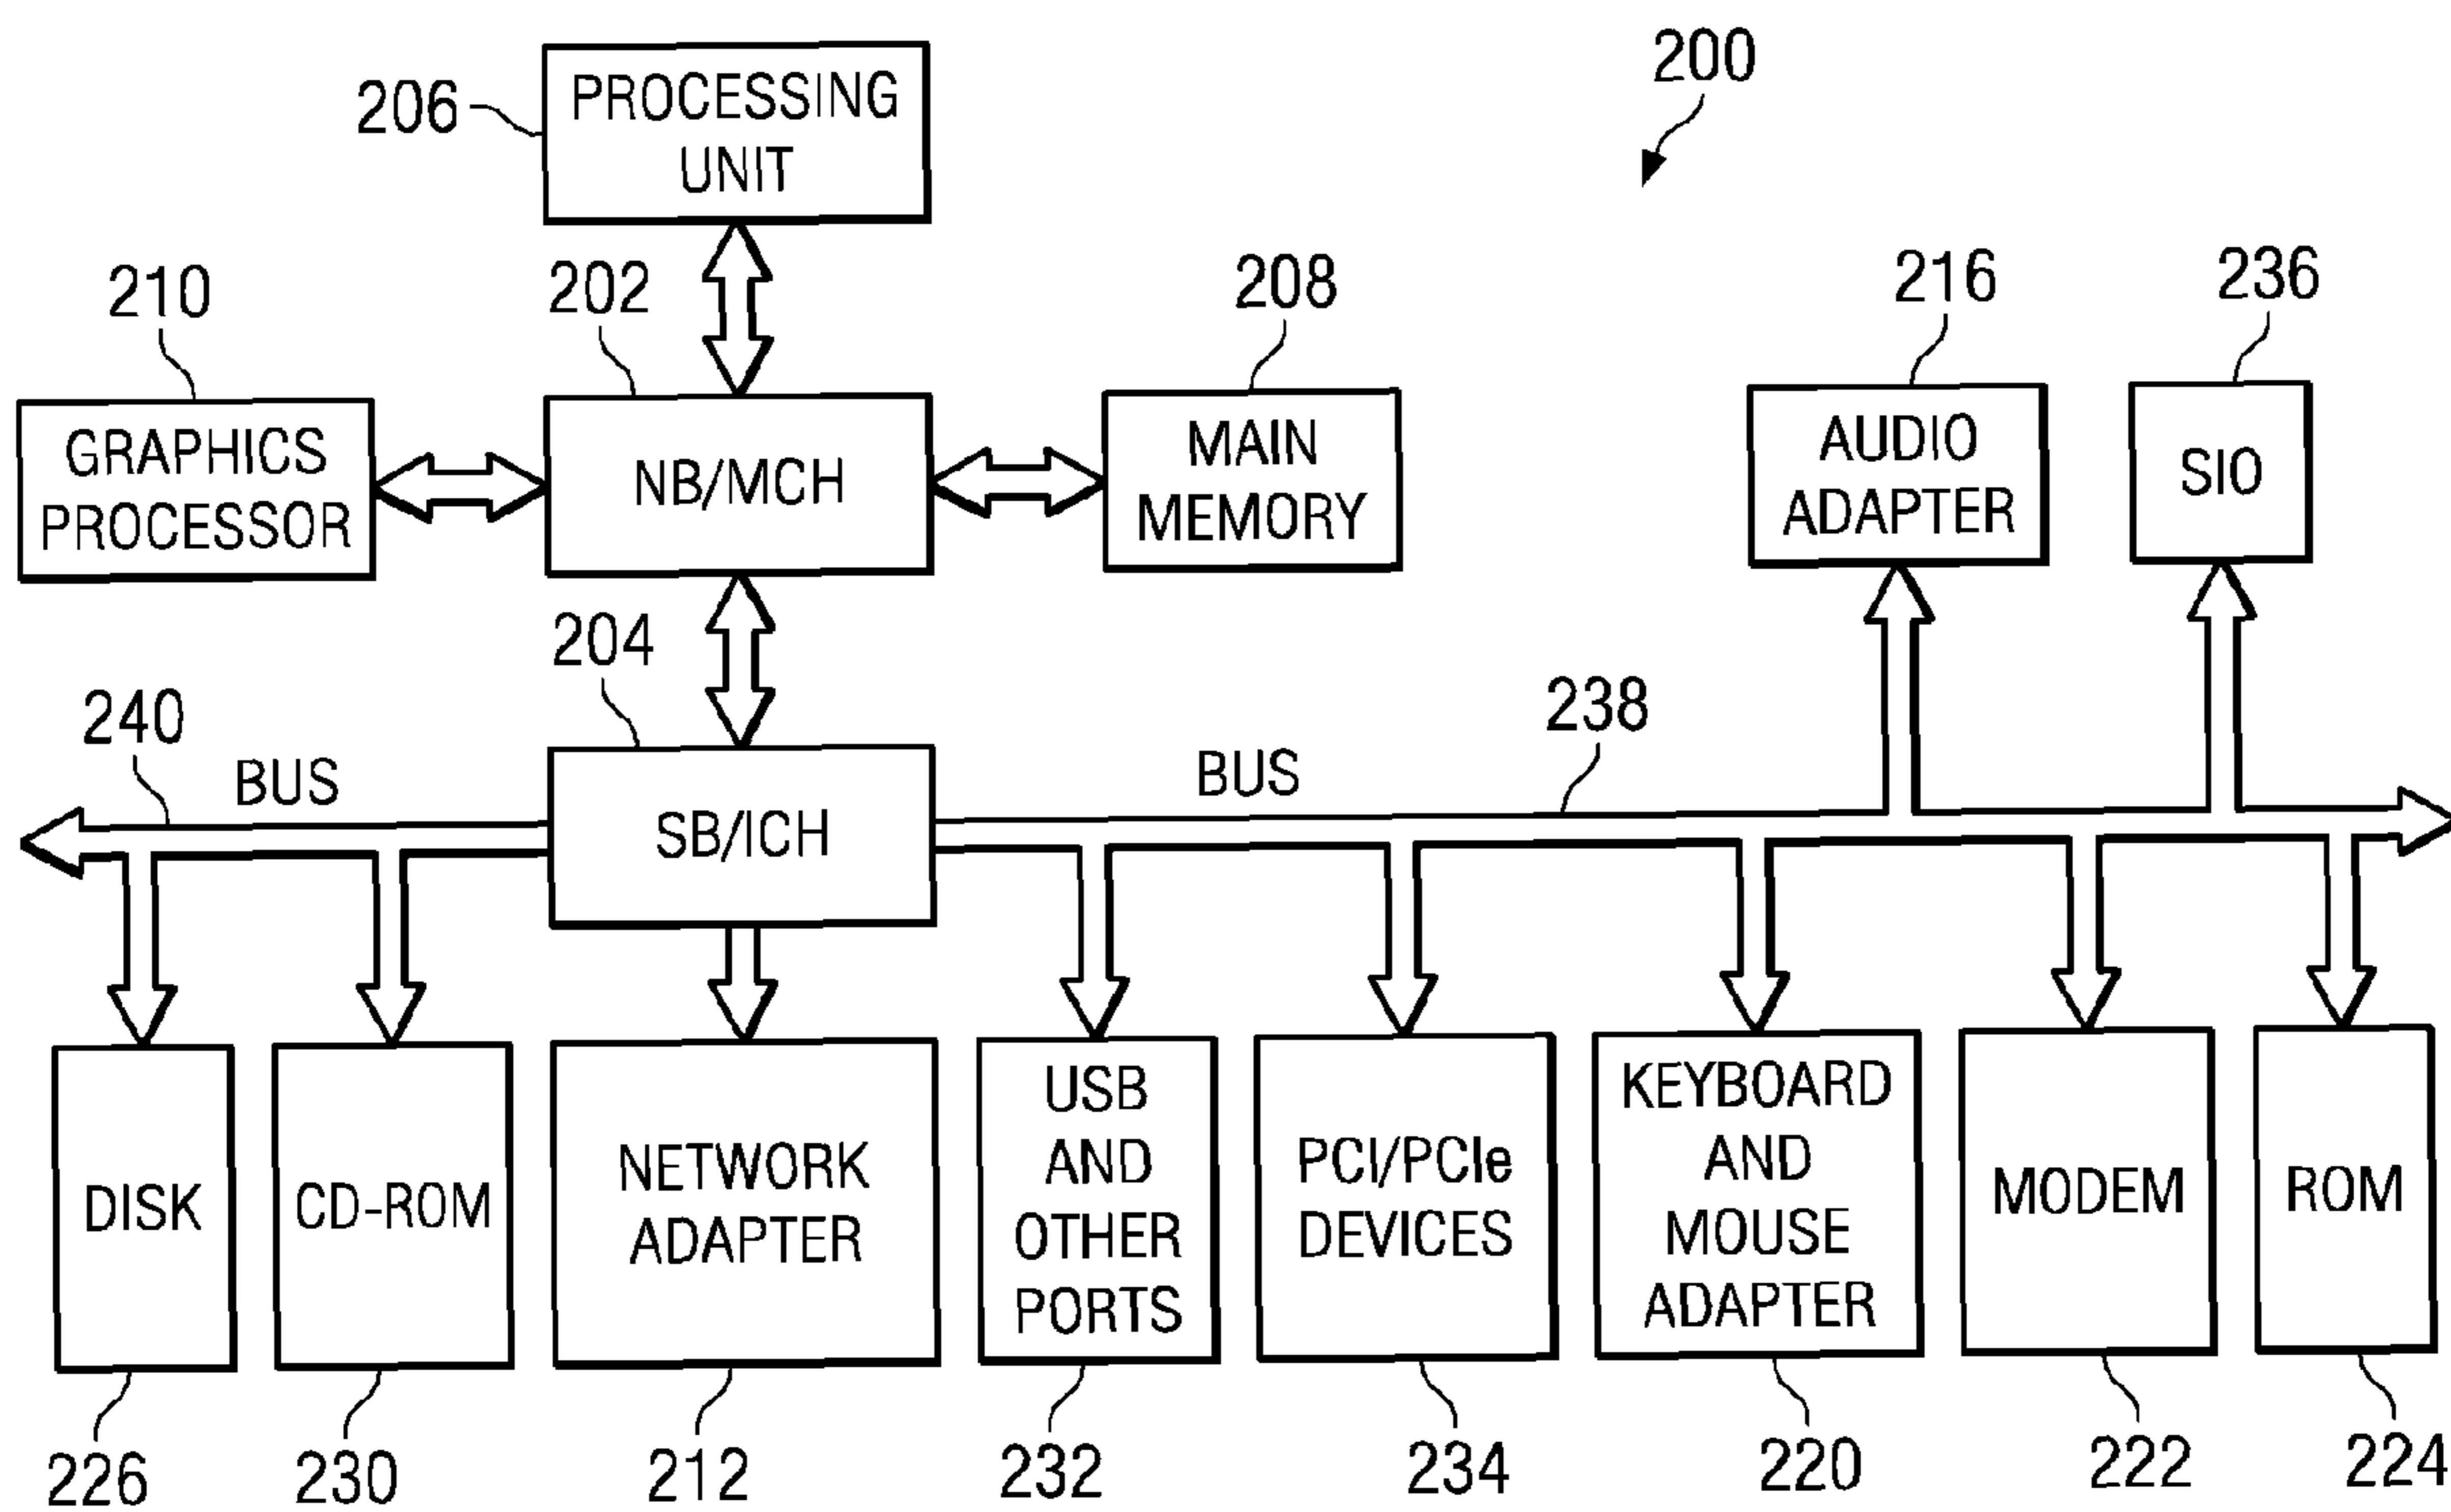 200
206
PROCESSING
UNIT
210
202
208
216
236
GRAPHICS
PROCESSOR
NB/MCH
MAIN
MEMORY
AUDIO
ADAPTER
SIO
204
240
BUS
SB/ICH
BUS
238
DISK
CD-ROM
NETWORK
ADAPTER
USB
AND
OTHER
PORTS
PCI/PCIe
DEVICES
KEYBOARD
AND
MOUSE
ADAPTER
MODEM
ROM
226
230
212
232
234
220
222
224